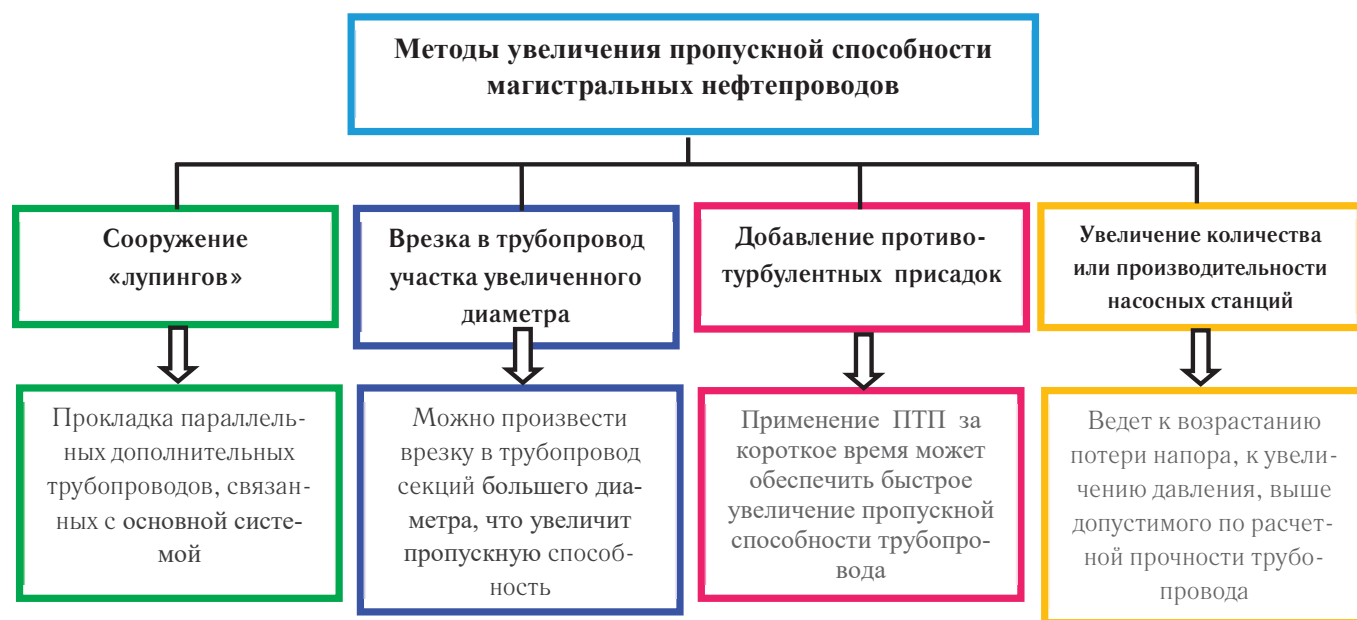 Методы увеличения пропускной способности
магистральных нефтепроводов
Сооружение
«лупингов»
Врезка в трубопровод
участка увеличенного
диаметра
Добавление противо-
турбулентных присадок
Увеличение количества
или производительности
насосных станций
Прокладка параллель-
ных дополнительных
трубопроводов, связан-
ных с основной систе-
мой
Можно произвести
врезку в трубопровод
секций большего диа-
метра, что увеличит
пропускную способ-
ность
Применение ПТП за
короткое время может
обеспечить быстрое
увеличение пропускной
способности трубопро-
вода
Ведет к возрастанию
потери напора, к увели-
чению давления, выше
допустимого по расчет-
ной прочности трубо-
провода